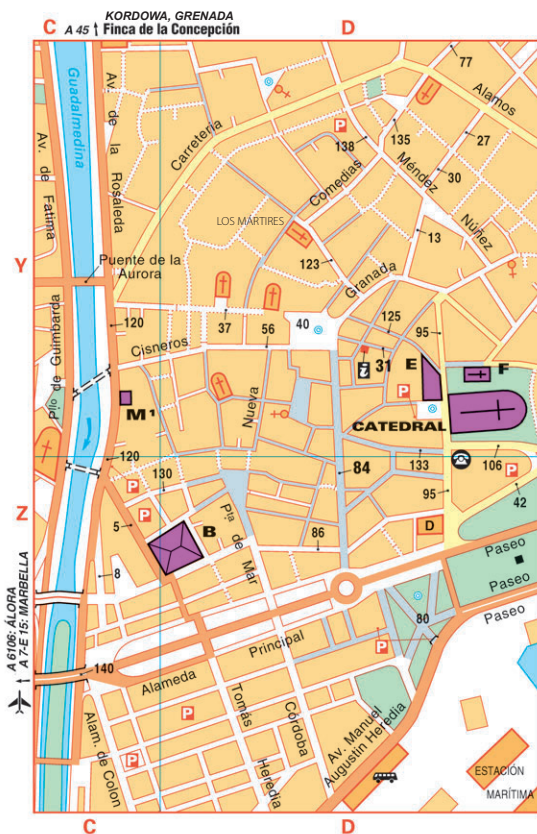 KORDOWA, GRENADA
C
A 45
Finca de la Concepción
D
77
Guadalmedina
Av. de la Rosaleda
Av. de Fatima
Carretería
P
Alamos
138
135
27
Comedias
Méndez Núñez
30
LOS MÁRTIRES
13
123
Granada
Y
Puente de la
Aurora
120
37
56
40
125
95
Cisneros
31
E
F
i
P
Pllo de Guimbarda
M¹
Nueva
CATEDRAL
120
130
84
133
106
P
P
95
42
Z
5
P
B
Pta de Mar
86
D
Paseo
8
Paseo
Paseo
80
Principal
P
140
Alameda
A 6106: ÁLORA
A 7-E 15: MARBELLA
P
Tomás Heredia
Cordoba
Av. Manuel
Augustin Heredia
Alam. de Colon
P
ESTACIÓN
MARÍTIMA
C
D